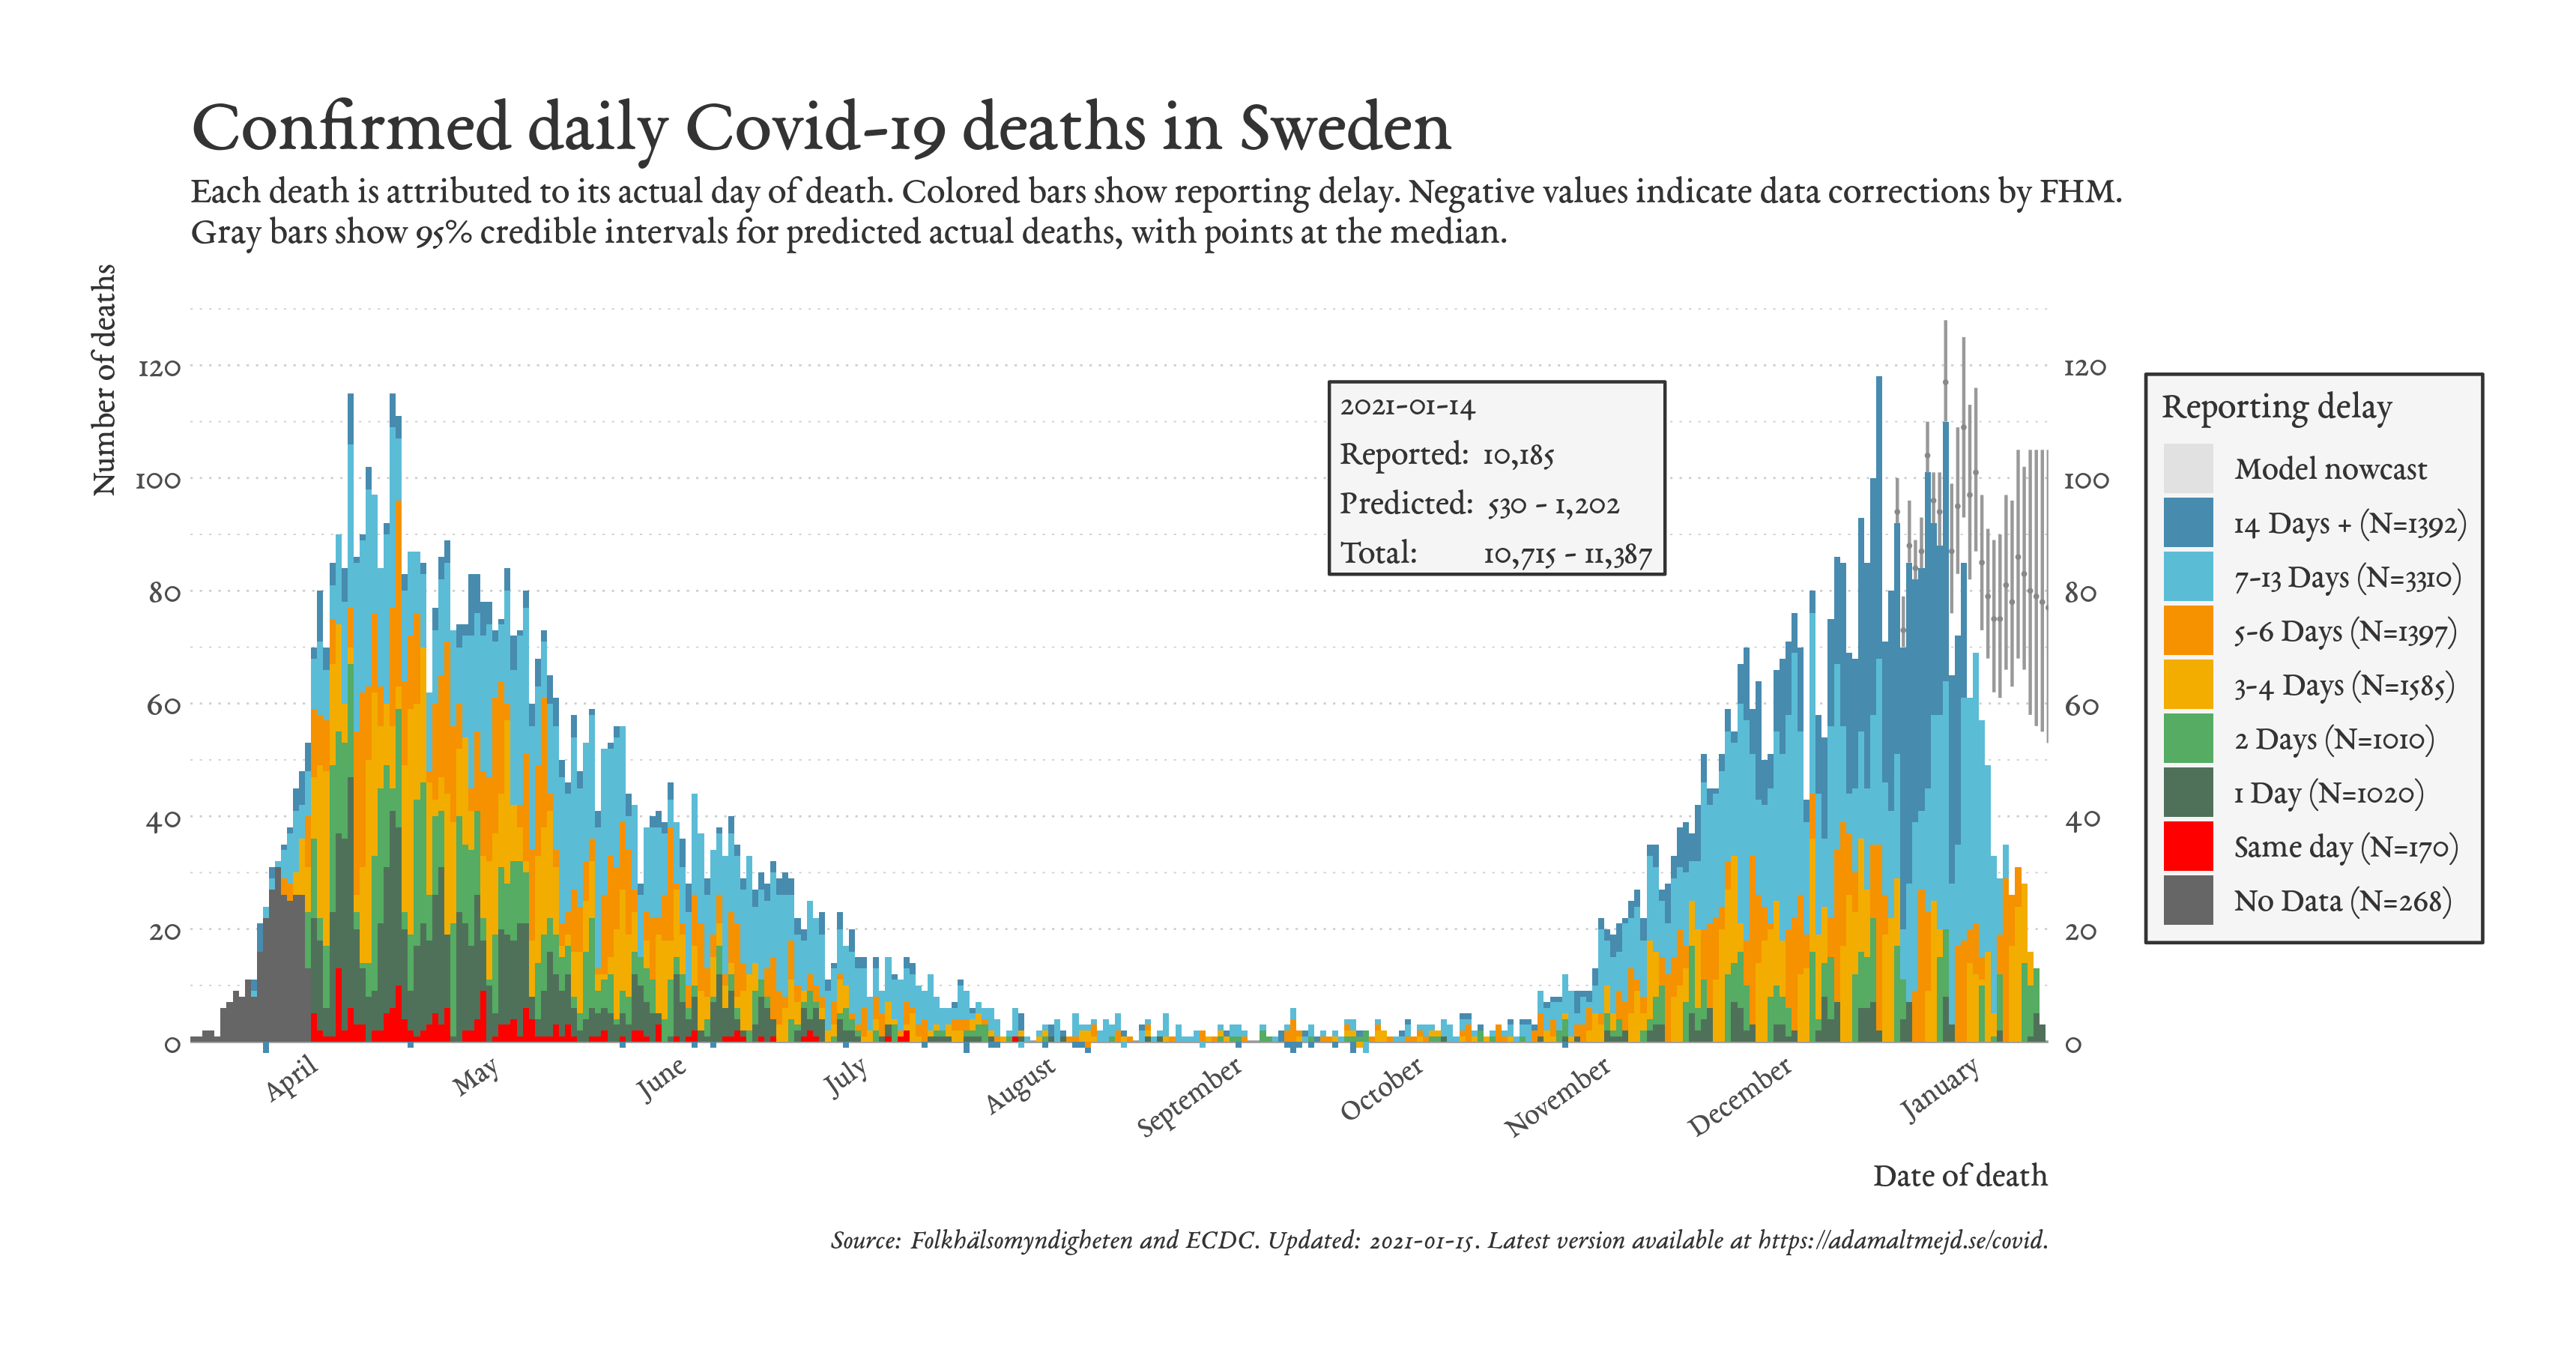 Confirmed daily Covid-19 deaths in Sweden
Each death is attributed to its actual day of death. Colored bars show reporting delay. Negative values indicate data corrections by FHM.
Gray bars show 95% credible intervals for predicted actual deaths, with points at the median.
Number of deaths
120
100
80
60
40
20
0
120
100
80
60
40
20
0
2021-01-14
Reported: 10,185
Predicted: 530 - 1,202
Total: 10,715 - 11,387
Reporting delay
Model nowcast
14 Days + (N=1392)
7-13 Days (N=3310)
5-6 Days (N=1397)
3-4 Days (N=1585)
2 Days (N=1010)
1 Day (N=1020)
Same day (N=170)
No Data (N=268)
April
May
June
July
August
September
October
November
December
January
Date of death
Source: Folkhälsomyndigheten and ECDC. Updated: 2021-01-15. Latest version available at https://adamaltmejd.se/covid.